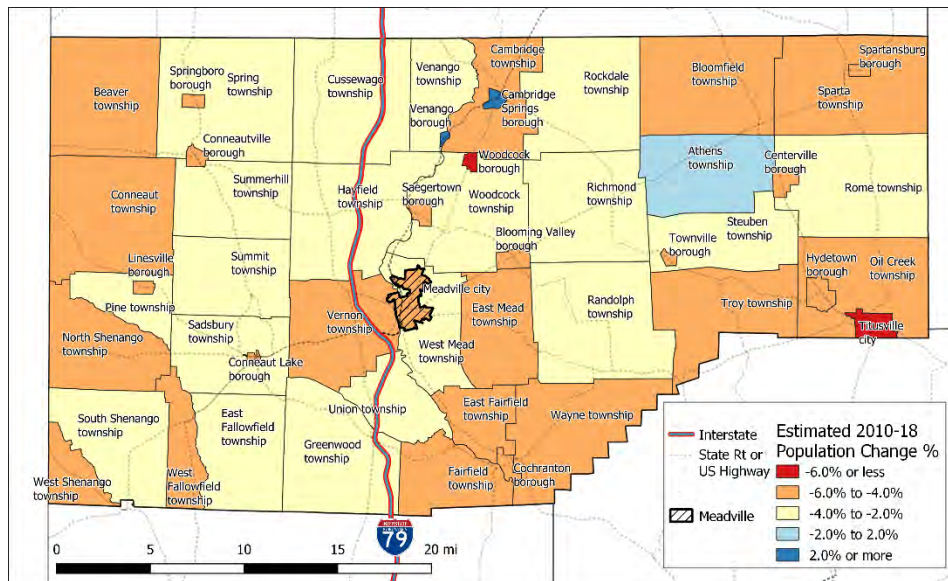 Beaver
township
Springboro
borough
Spring
township
Cussewago
township
Venango
township
Cambridge
township
Rockdale
township
Bloomfield
township
Spartansburg
borough
Sparta
township
Venango
borough
Cambridge
Springs
borough
Conneautville
borough
Woodcock
borough
Athens
township
Centerville
borough
Conneaut
township
Summerhill
township
Hayfield
township
Saegertown
borough
Woodcock
township
Richmond
township
Rome township
Blooming Valley
borough
Steuben
township
Townville
borough
Linesville
borough
Summit
township
Hydetown
borough
Oil Creek
township
Pine township
Meadville city
Vernon
township
East Mead
township
Randolph
township
Troy township
North Shenango
township
Sadsbury
township
West Mead
township
Titusville
city
Conneaut Lake
borough
South Shenango
township
East
Fallowfield
township
Union township
East Fairfield
township
Wayne township
Greenwood
township
West Shenango
township
West
Fallowfield
township
Fairfield
township
Cochranton
borough
INTERSTATE
79
0 5 10 15 20 mi
Interstate
State Rt or
US Highway
Meadville
Estimated 2010-18
Population Change %
-6.0% or less
-6.0% to -4.0%
-4.0% to -2.0%
-2.0% to 2.0%
2.0% or more